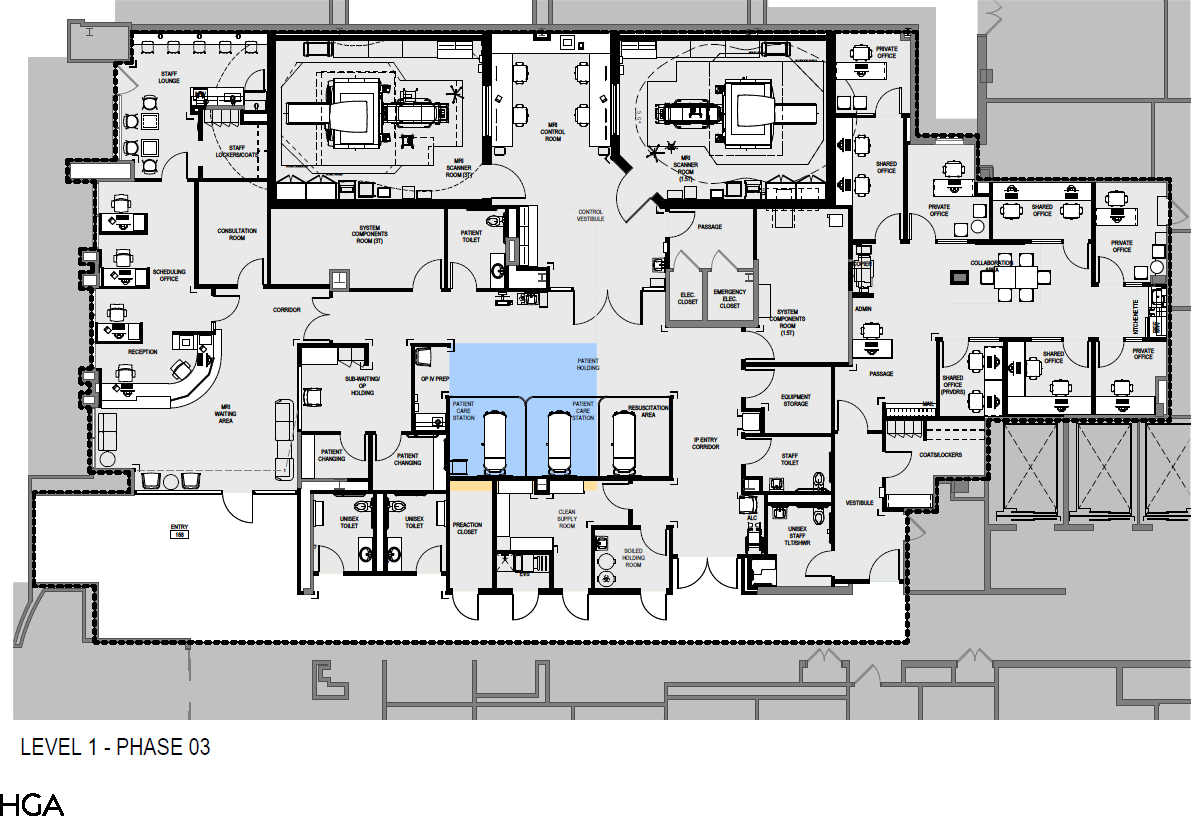 STAFF
LOUNGE
STAFF
LOCKERS/COATS
MRI
SCANNER
ROOM (3T)
MRI
CONTROL
ROOM
MRI
SCANNER
ROOM
(1.5T)
PRIVATE
OFFICE
SHARED
OFFICE
PRIVATE
OFFICE
SHARED
OFFICE
PRIVATE
OFFICE
CONSULTATION
ROOM
SYSTEM
COMPONENTS
ROOM (3T)
PATIENT
TOILET
CONTROL
VESTIBULE
PASSAGE
SCHEDULING
OFFICE
ELEC.
CLOSET
EMERGENCY
ELEC.
CLOSET
COPIER
COLLABORATION
AREA
KITCHENETTE
CORRIDOR
SYSTEM
COMPONENTS
ROOM
(1.5T)
ADMIN
RECEPTION
SUB-WAITING/
OP
HOLDING
OP IV PREP
PATIENT
HOLDING
PASSAGE
SHARED
OFFICE
(PRVDRS)
SHARED
OFFICE
PRIVATE
OFFICE
MRI
WAITING
AREA
PATIENT
CARE
STATION
PATIENT
CARE
STATION
RESUSCITATION
AREA
EQUIPMENT
STORAGE
MAIL
IP ENTRY
CORRIDOR
PATIENT
CHANGING
PATIENT
CHANGING
STAFF
TOILET
COATS/LOCKERS
VESTIBULE
ENTRY
168
UNISEX
TOILET
UNISEX
TOILET
PREACTION
CLOSET
CLEAN
SUPPLY
ROOM
ALC
UNISEX
STAFF
TLT/SHWR
SOILED
HOLDING
ROOM
EVS
LEVEL 1 - PHASE 03
HGA